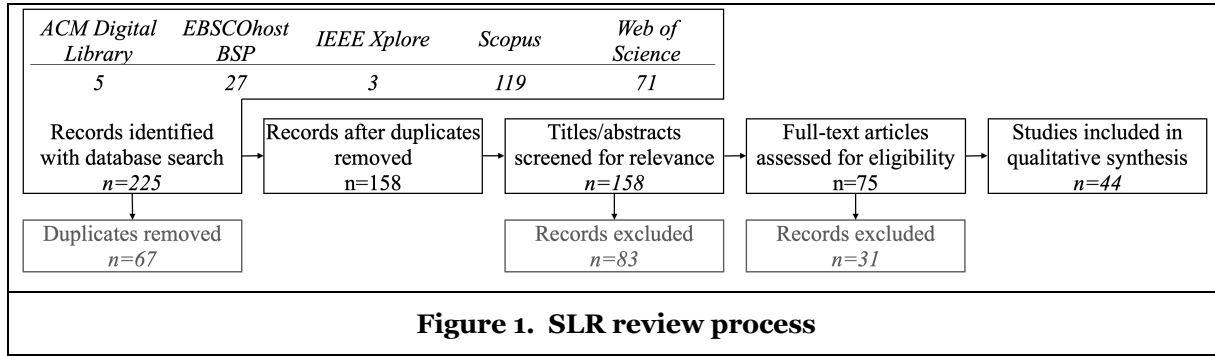 ACM Digital Library
EBSCOhost BSP
IEEE Xplore
Scopus
Web of Science
5
27
3
119
71
Records identified
with database search
n=225
Records after duplicates
removed
n=158
Titles/abstracts
screened for relevance
n=158
Full-text articles
assessed for eligibility
n=75
Studies included in
qualitative synthesis
n=44
Duplicates removed
n=67
Records excluded
n=83
Records excluded
n=31
Figure 1. SLR review process